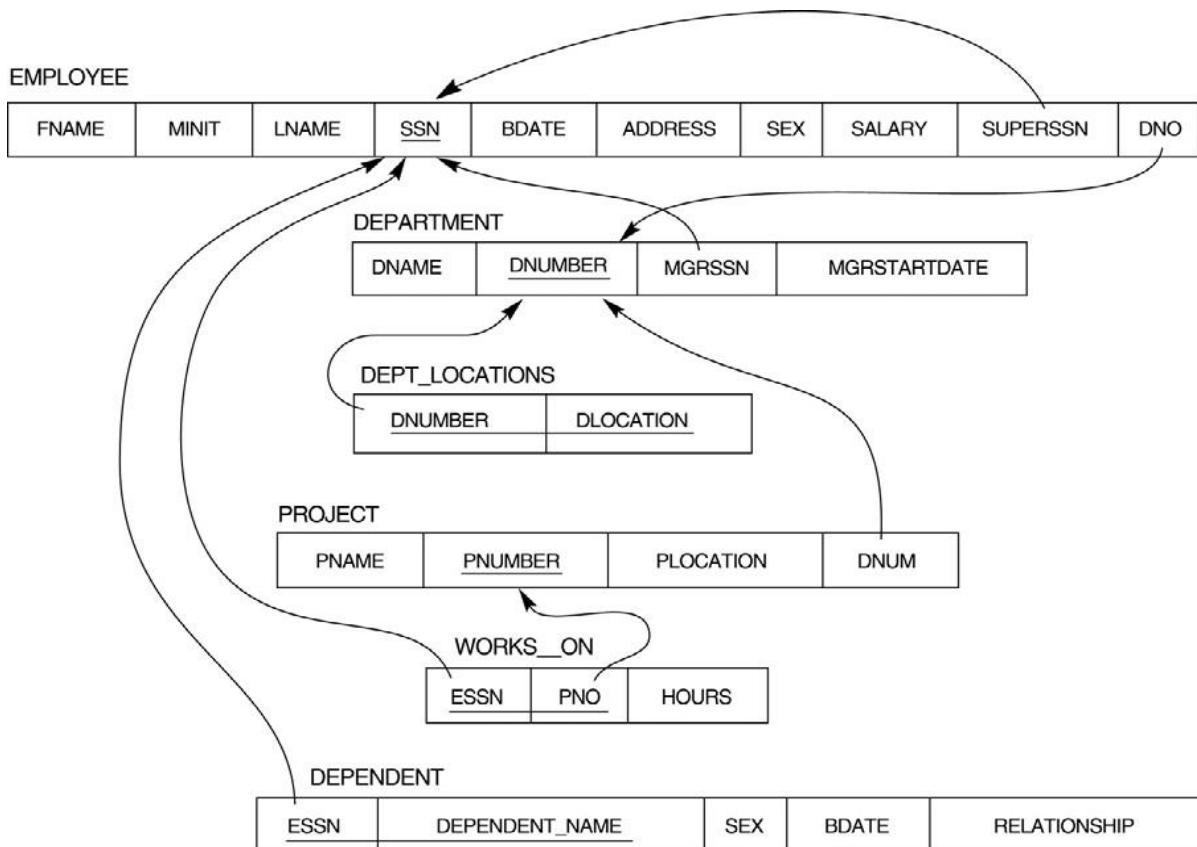 EMPLOYEE
FNAME MINIT LNAME SSN BDATE ADDRESS SEX SALARY SUPERSSN DNO
DEPARTMENT
DNAME DNUMBER MGRSSN MGRSTARTDATE
DEPT_LOCATIONS
DNUMBER DLOCATION
PROJECT
PNAME PNUMBER PLOCATION DNUM
WORKS__ON
ESSN PNO HOURS
DEPENDENT
ESSN DEPENDENT_NAME SEX BDATE RELATIONSHIP